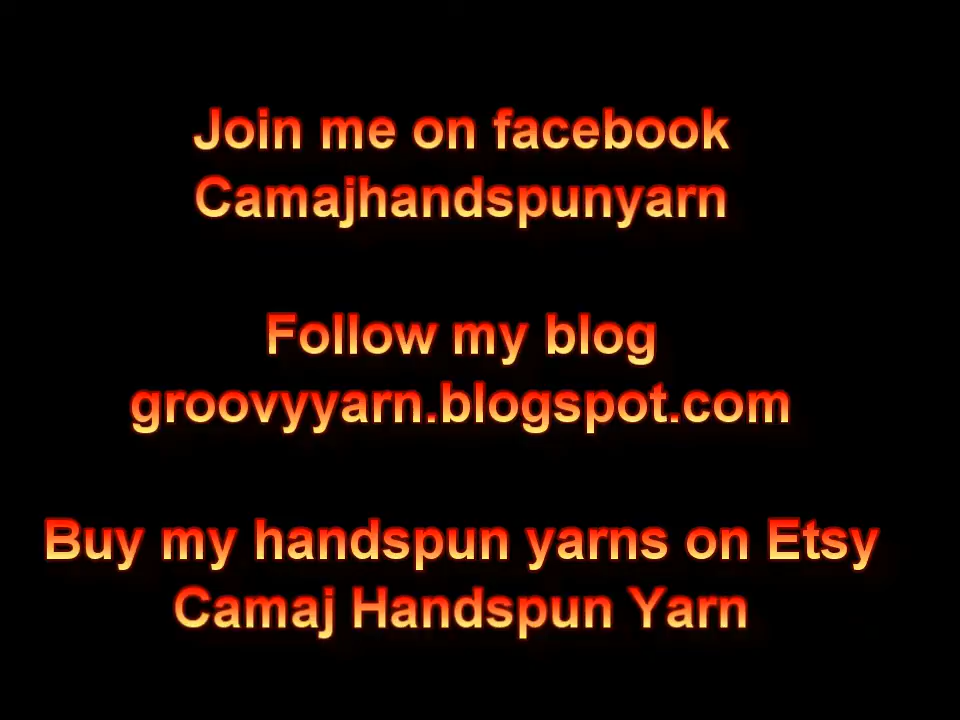 Join me on facebook
Camajhandspunyarn
Follow my blog
groovyyarn.blogspot.com
Buy my handspun yarns on Etsy
Camaj Handspun Yarn